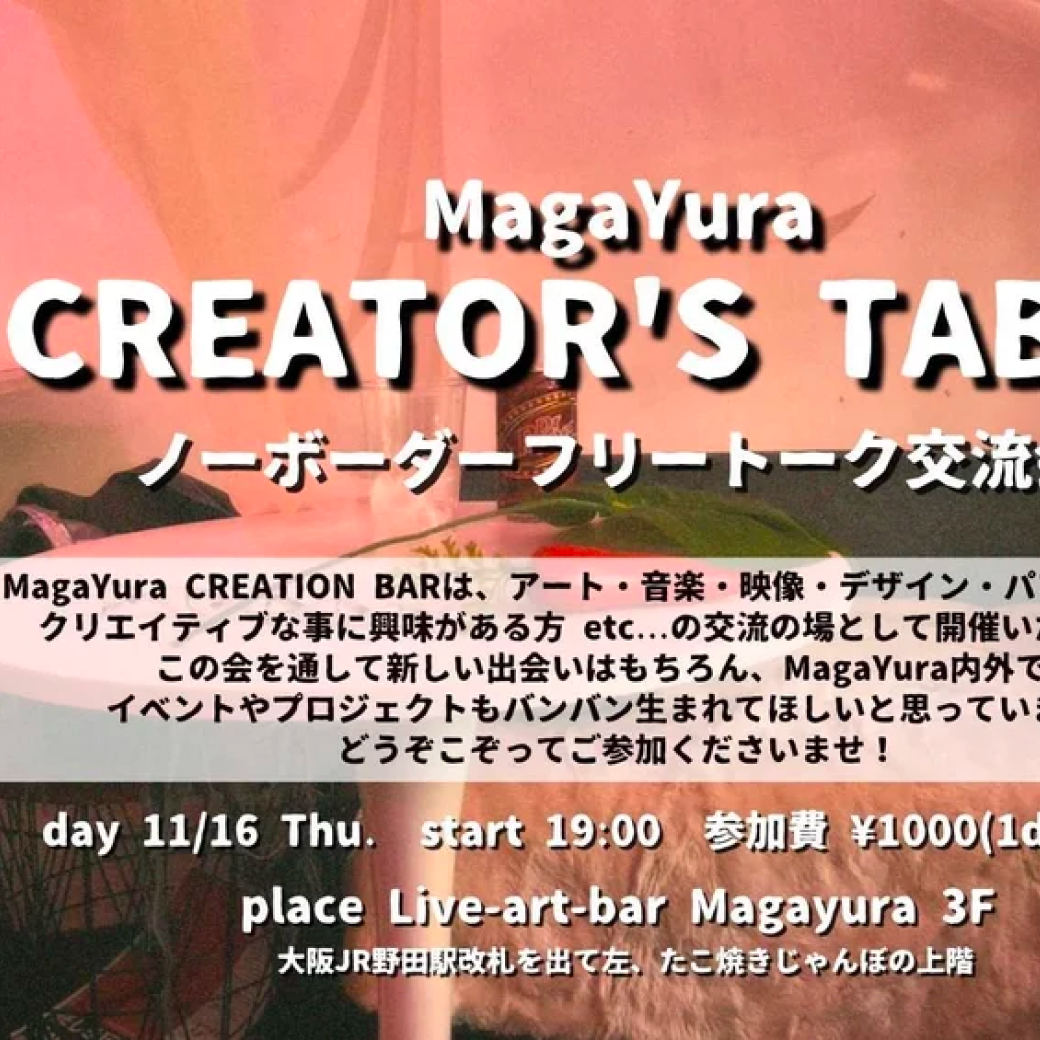 MagaYura
CREATOR'S TAB
ノーボーダーフリートーク交流
MagaYura CREATION BARは、アート・音楽・映像・デザイン・パ
クリエイティブな事に興味がある方 etc...の交流の場として開催い
この会を通して新しい出会いはもちろん、MagaYura内外で
イベントやプロジェクトもバンバン生まれてほしいと思ってい
どうぞこぞってご参加くださいませ！
day 11/16 Thu. start 19:00 参加費 ¥1000(1d
place Live-art-bar Magayura 3F
大阪JR野田駅改札を出て左、たこ焼きじゃんぼの上階